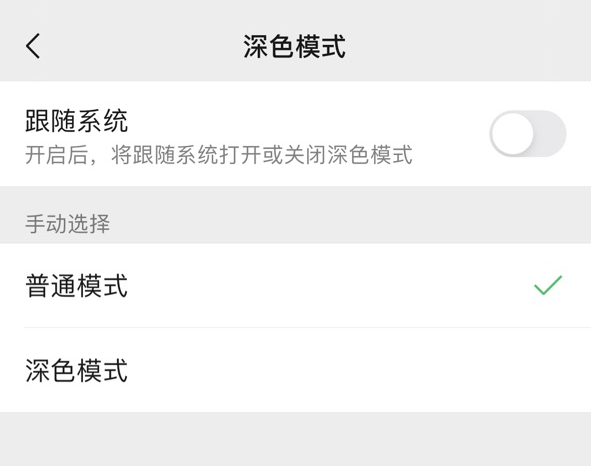 深色模式
跟随系统
开启后，将跟随系统打开或关闭深色模式
手动选择
普通模式
深色模式